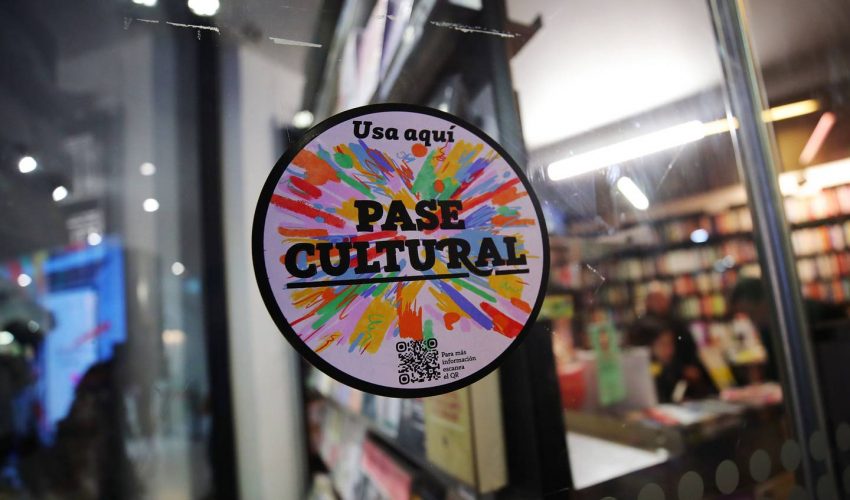 Usa aquí
PASE
CULTURAL
Para más
información
escanea
el QR